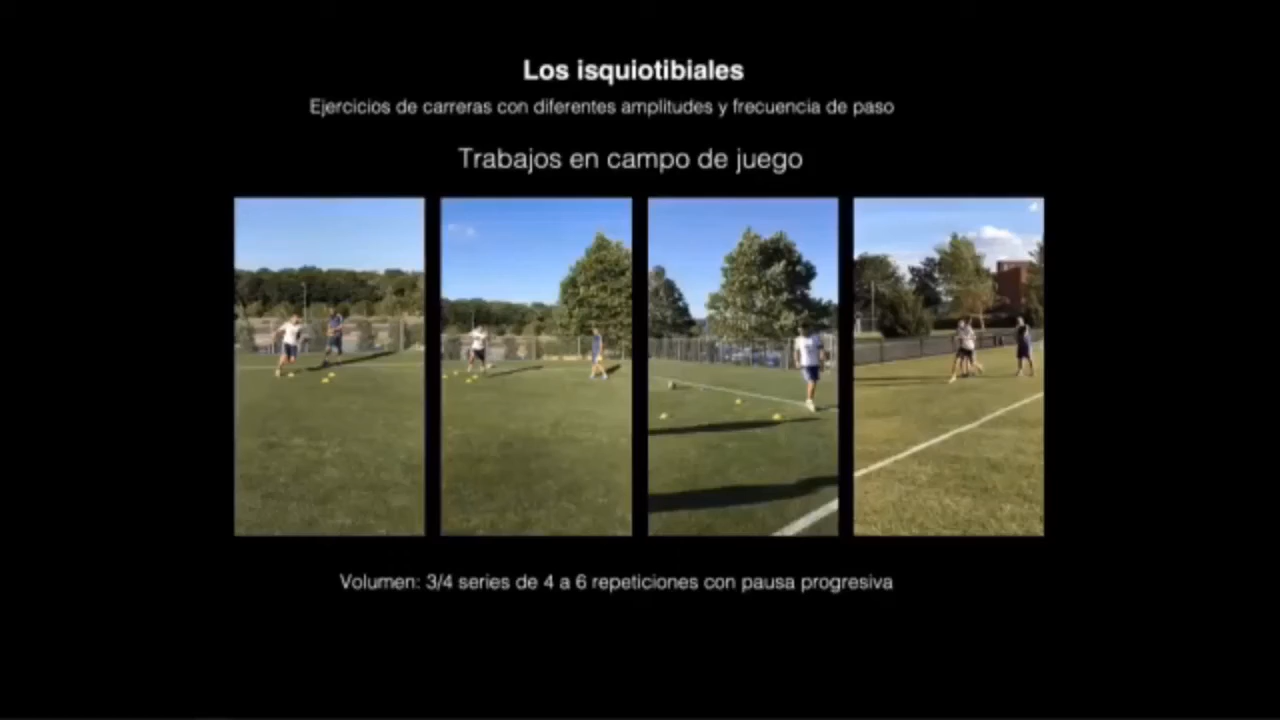 Los isquiotibiales
Ejercicios de carreras con diferentes amplitudes y frecuencia de paso
Trabajos en campo de juego
Volumen: 3/4 series de 4 a 6 repeticiones con pausa progresiva